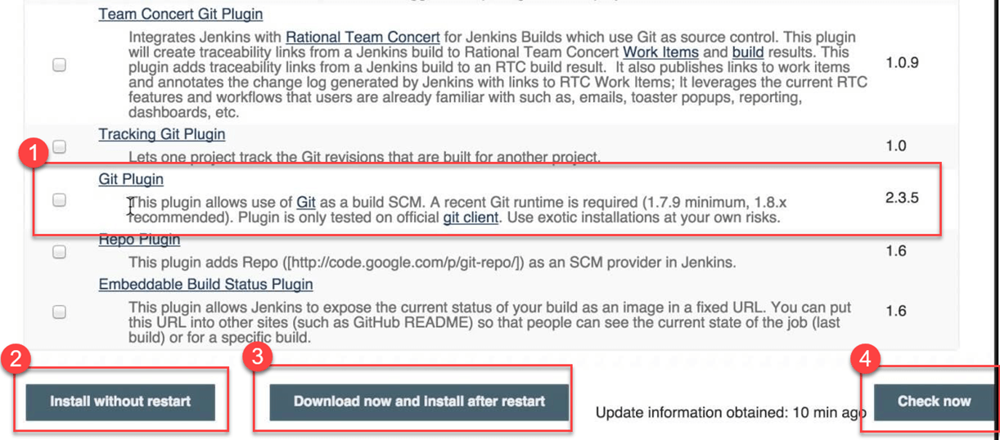 Team Concert Git Plugin
Integrates Jenkins with Rational Team Concert for Jenkins Builds which use Git as source control. This plugin
will create traceability links from a Jenkins build to Rational Team Concert Work Items and build results. This
plugin adds traceability links from a Jenkins build to an RTC build result. It also publishes links to work items
and annotates the change log generated by Jenkins with links to RTC Work Items; It leverages the current RTC
features and workflows that users are already familiar with such as, emails, toaster popups, reporting,
dashboards, etc.
1.0.9
Tracking Git Plugin
Lets one project track the Git revisions that are built for another project.
1.0
1
Git Plugin
This plugin allows use of Git as a build SCM. A recent Git runtime is required (1.7.9 minimum, 1.8.x
recommended). Plugin is only tested on official git client. Use exotic installations at your own risks.
2.3.5
Repo Plugin
This plugin adds Repo ([http://code.google.com/p/git-repo/]) as an SCM provider in Jenkins.
1.6
Embeddable Build Status Plugin
This plugin allows Jenkins to expose the current status of your build as an image in a fixed URL. You can put
this URL into other sites (such as GitHub README) so that people can see the current state of the job (last
build) or for a specific build.
1.6
2
Install without restart
3
Download now and install after restart
Update information obtained: 10 min ago
4
Check now